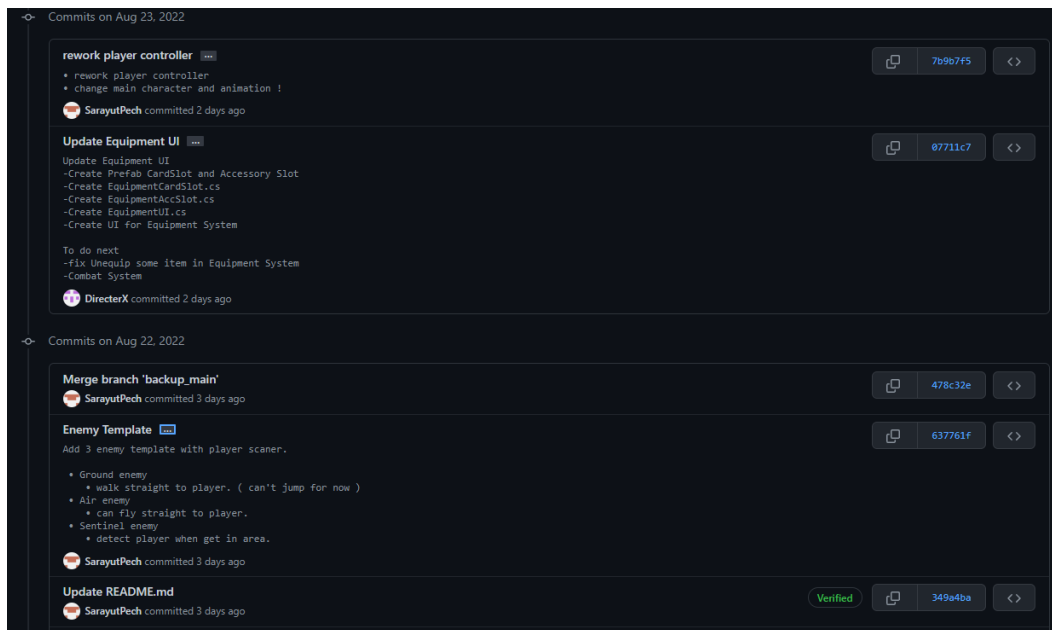 Commits on Aug 23, 2022
rework player controller ...
• rework player controller
• change main character and animation !
SarayutPech committed 2 days ago
7b9b7f5
Update Equipment UI ...
Update Equipment UI
-Create Prefab CardSlot and Accessory Slot
-Create EquipmentCardSlot.cs
-Create EquipmentAccSlot.cs
-Create EquipmentUI.cs
-Create UI for Equipment System
To do next
-fix Unequip some item in Equipment System
-Combat System
DirecterX committed 2 days ago
07711c7
Commits on Aug 22, 2022
Merge branch 'backup_main'
SarayutPech committed 3 days ago
478c32e
Enemy Template ...
Add 3 enemy template with player scaner.
• Ground enemy
• walk straight to player. ( can't jump for now )
• Air enemy
• can fly straight to player.
• Sentinel enemy
• detect player when get in area.
SarayutPech committed 3 days ago
637761f
Update README.md
SarayutPech committed 3 days ago
Verified
349a4ba